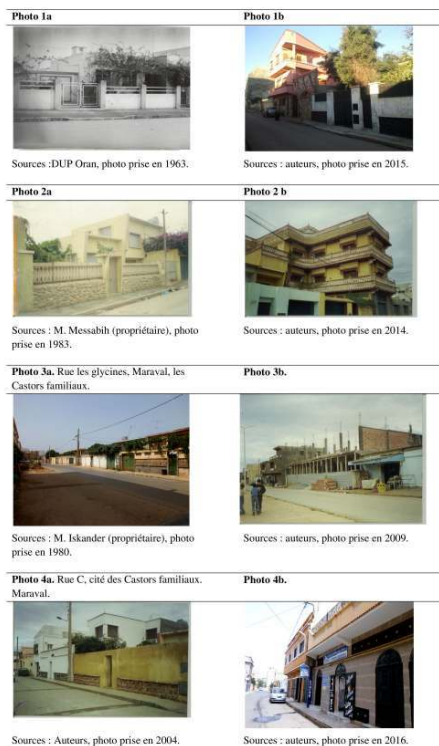 Photo 1a
Photo 1b
Sources :DUP Oran, photo prise en 1963.
Sources : auteurs, photo prise en 2015.
Photo 2a
Photo 2 b
Sources : M. Messabih (propriétaire), photo
prise en 1983.
Sources : auteurs, photo prise en 2014.
Photo 3a. Rue les glycines, Maraval, les
Castors familiaux.
Photo 3b.
Sources : M. Iskander (propriétaire), photo
prise en 1980.
Sources : auteurs, photo prise en 2009.
Photo 4a. Rue C, cité des Castors familiaux.
Maraval.
Photo 4b.
Sources : Auteurs, photo prise en 2004.
Sources : auteurs, photo prise en 2016.